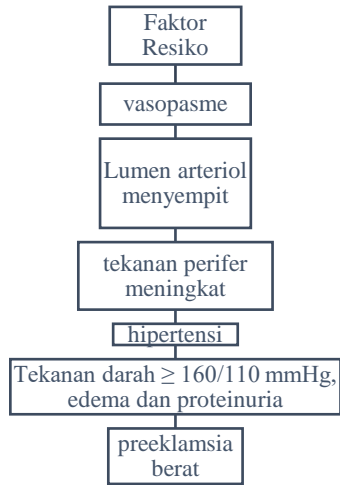 Faktor
Resiko
vasopasme
Lumen arteriol
menyempit
tekanan perifer
meningkat
hipertensi
Tekanan darah ≥ 160/110 mmHg,
edema dan proteinuria
preeklamsia
berat